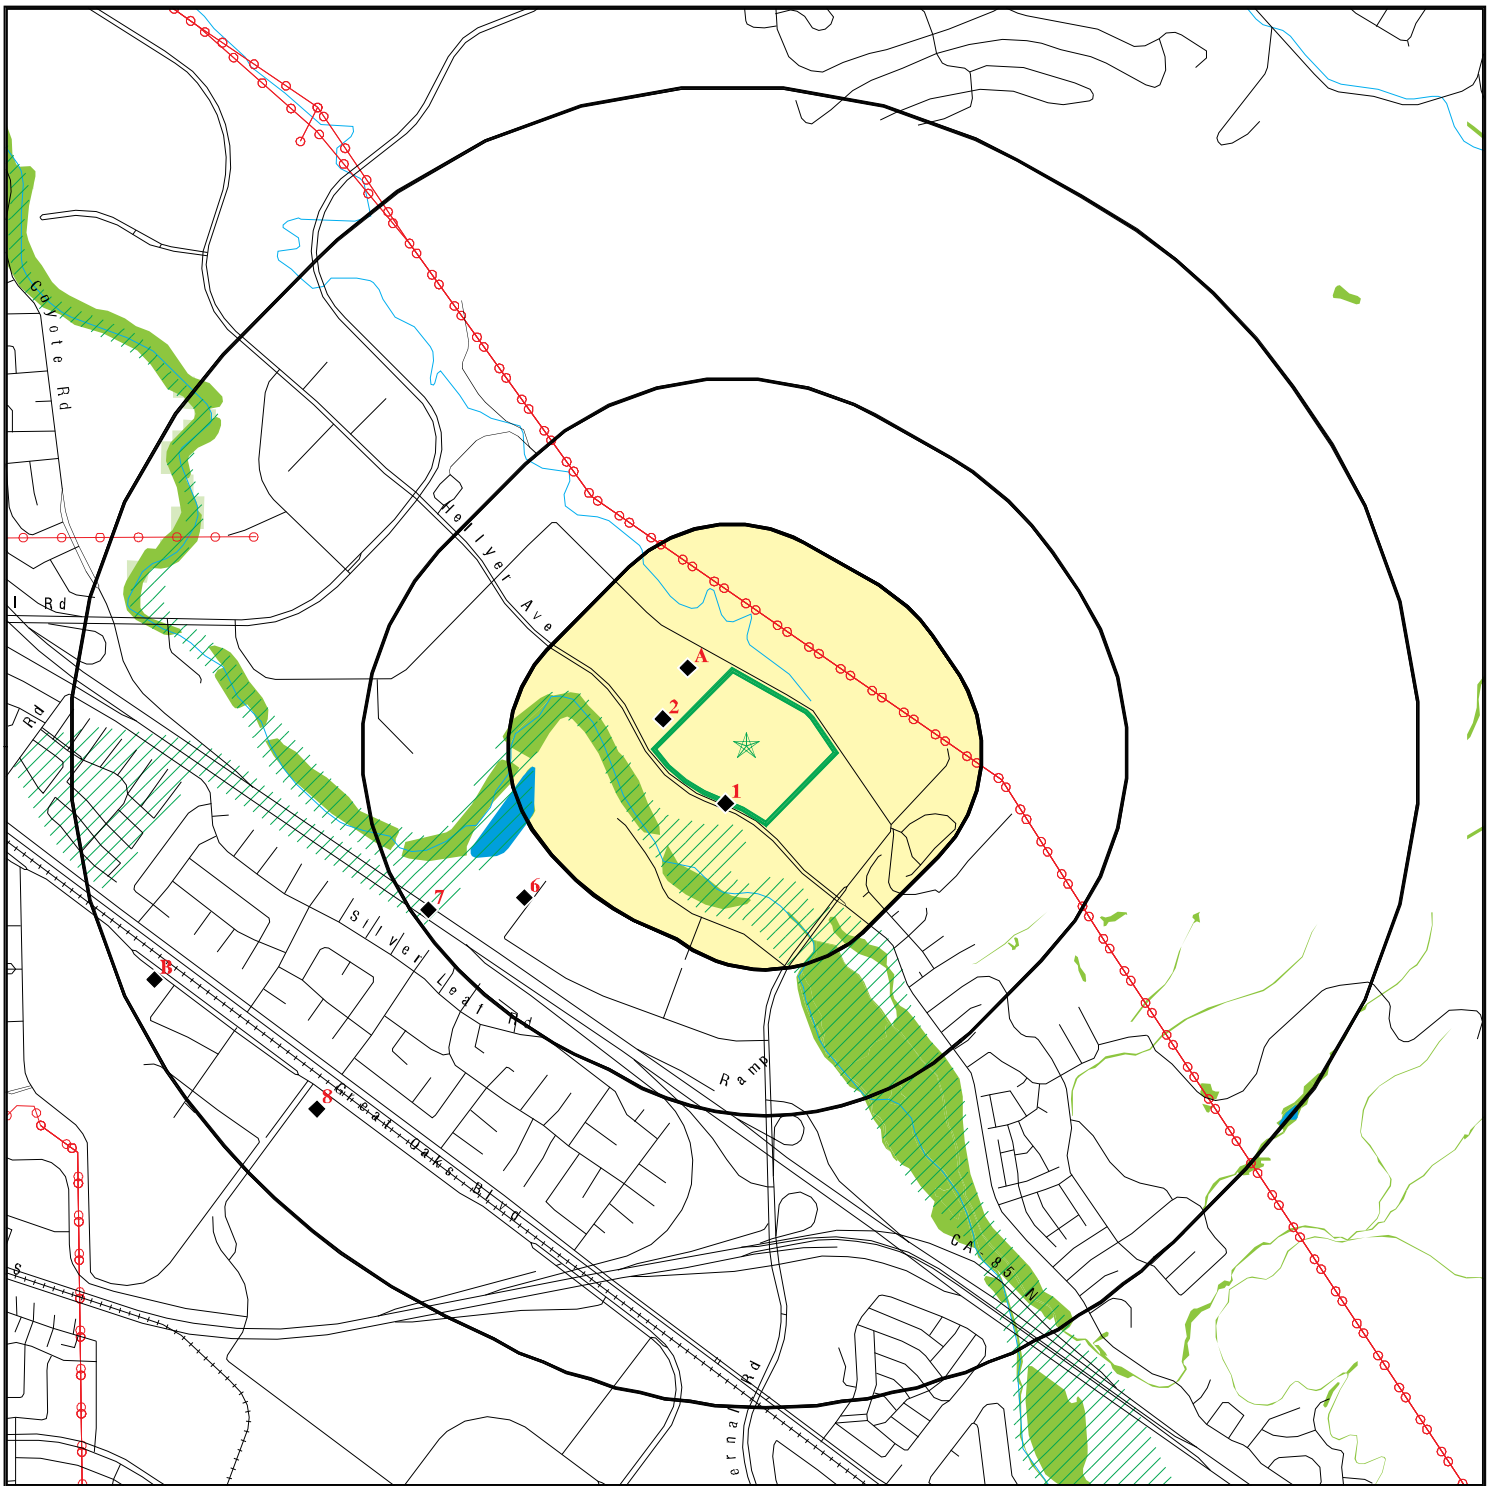 Coyote Rd
Hellyer Ave
l Rd
A
2
1
Rd
6
7
Silver Leaf Rd
B
Ramp
8
Great Oaks Blvd
CA-85 N
S
ernal Rd